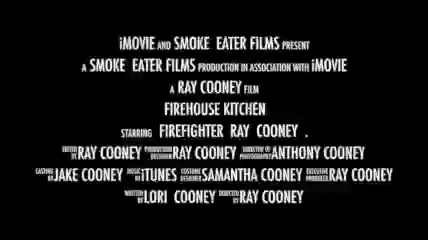 iMOVIE AND SMOKE EATER FILMS PRESENT
A SMOKE EATER FILMS PRODUCTION IN ASSOCIATION WITH iMOVIE
A RAY COONEY FILM
FIREHOUSE KITCHEN
STARRING FIREFIGHTER RAY COONEY .
EDITED BY RAY COONEY PRODUCTION DESIGNER RAY COONEY DIRECTOR OF PHOTOGRAPHY ANTHONY COONEY
CASTING BY JAKE COONEY MUSIC BY iTUNES COSTUME DESIGNER SAMANTHA COONEY EXECUTIVE PRODUCER RAY COONEY
WRITTEN BY LORI COONEY DIRECTED BY RAY COONEY